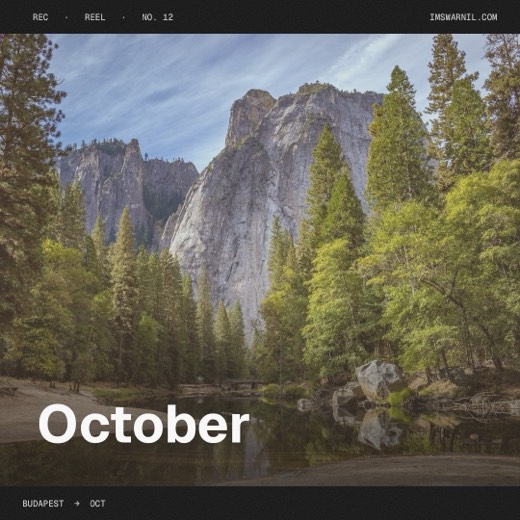 REC · REEL · NO. 12
IMSWARNIL.COM
October
BUDAPEST → OCT